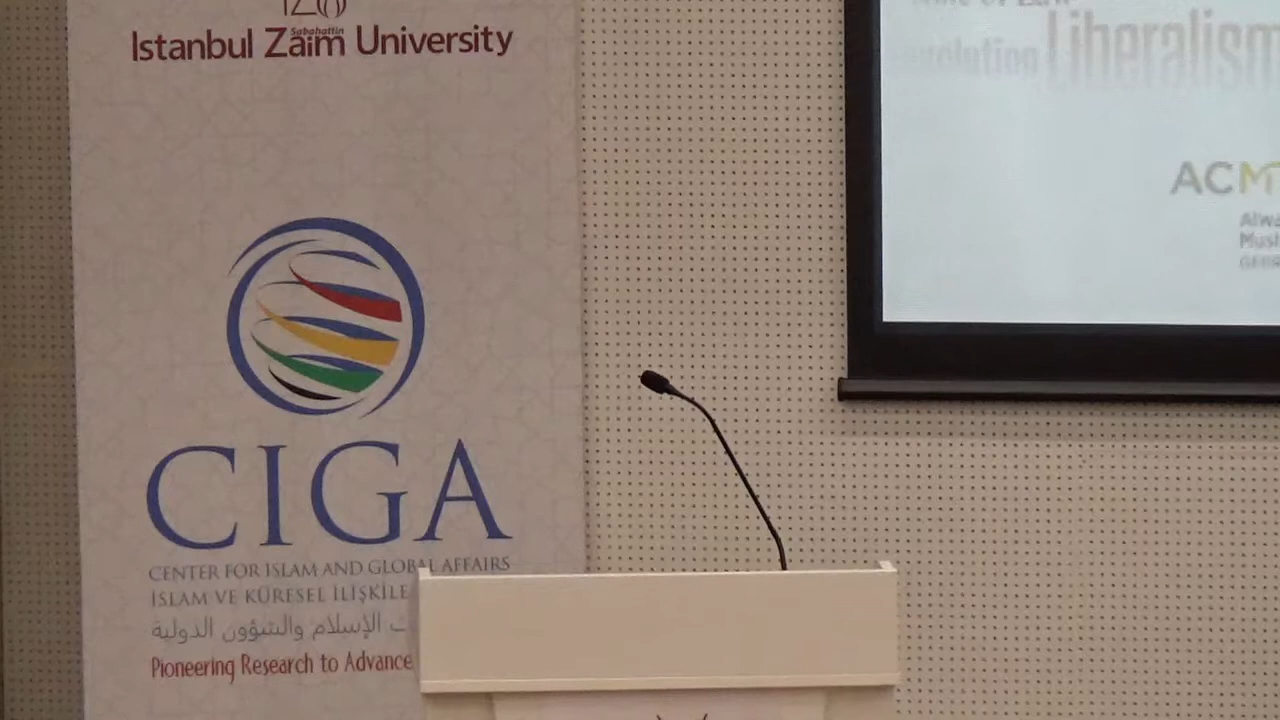 Sabahattin
Istanbul Zaim University
CIGA
CENTER FOR ISLAM AND GLOBAL AFFAIRS
İSLAM VE KÜRESEL İLİŞKİLE
الإسلام والشؤون الدولية
Pioneering Research to Advance
Liberalism
ACM